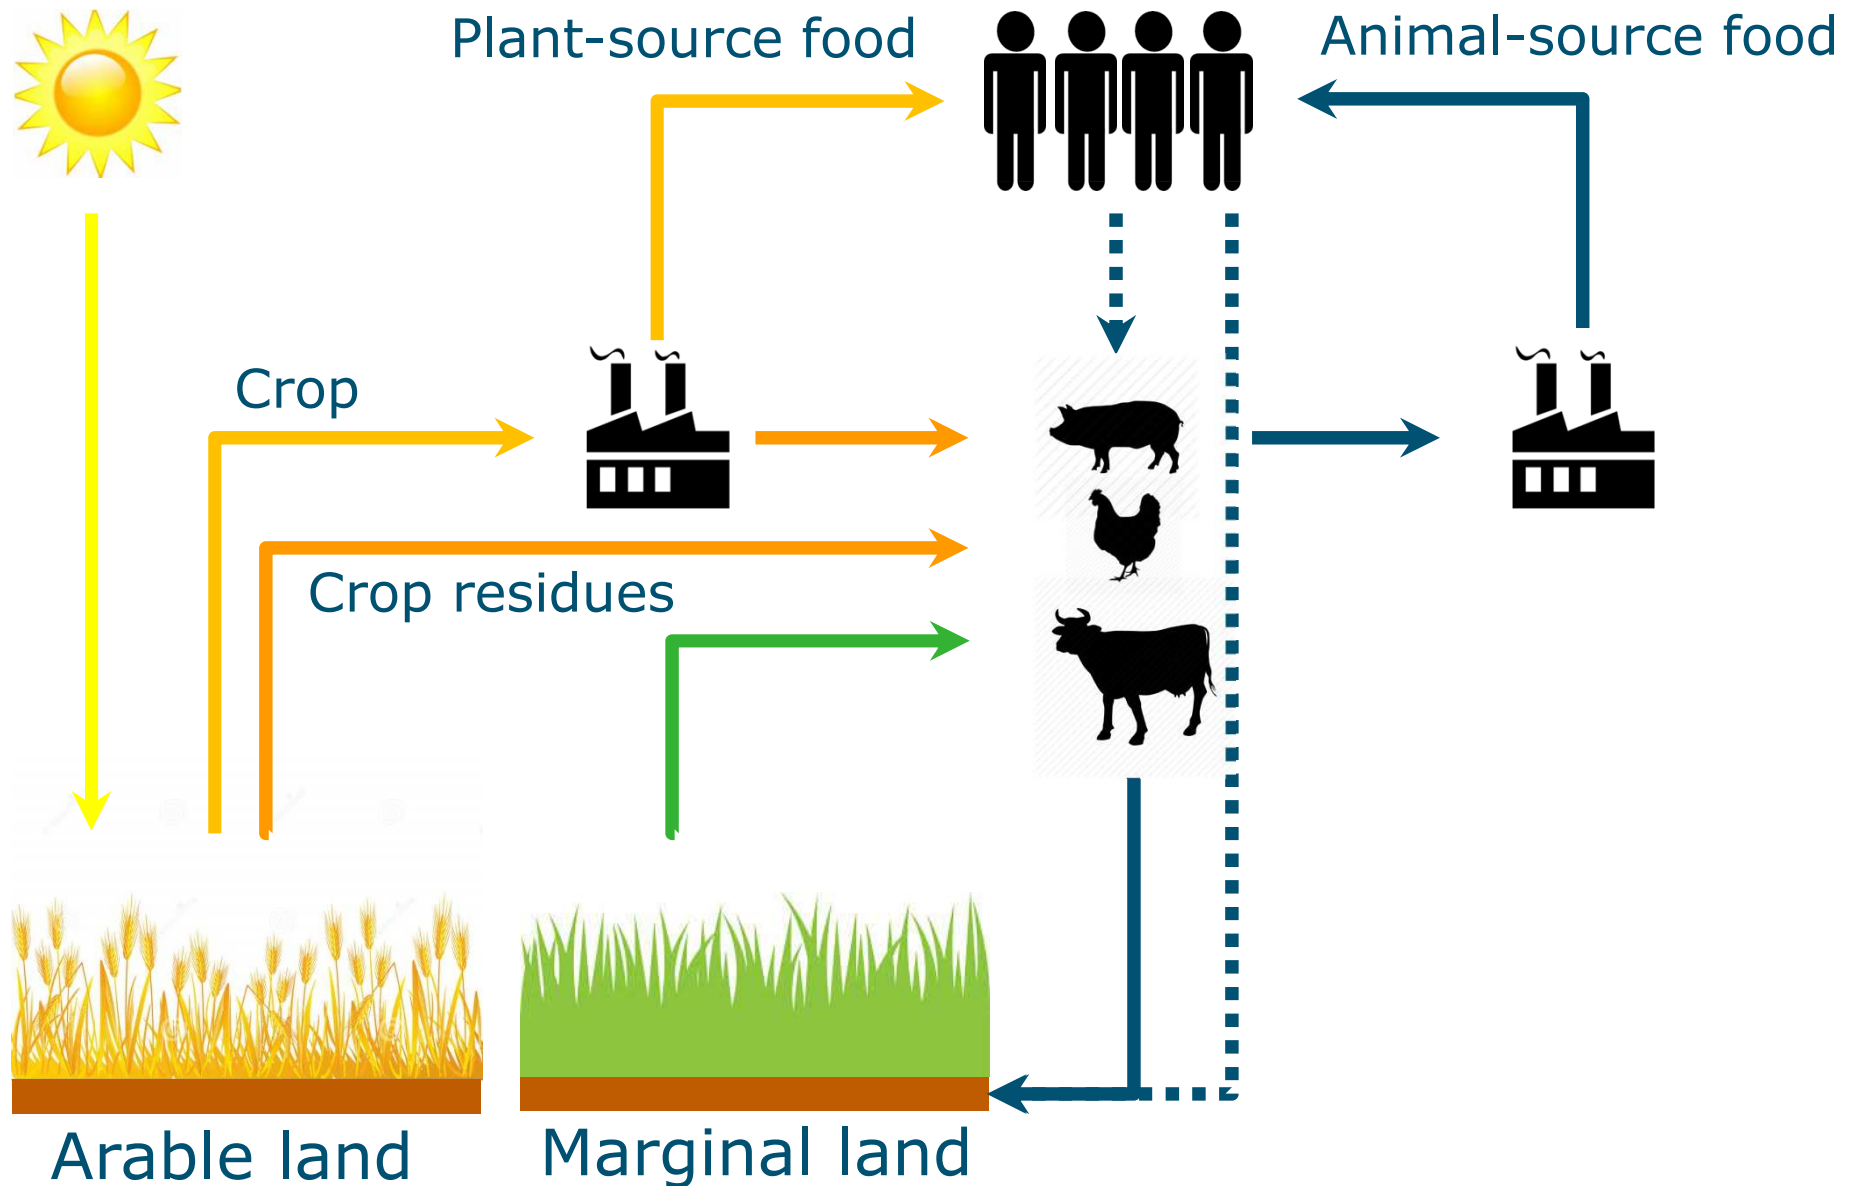 Plant-source food
Animal-source food
Crop
Crop residues
Arable land
Marginal land